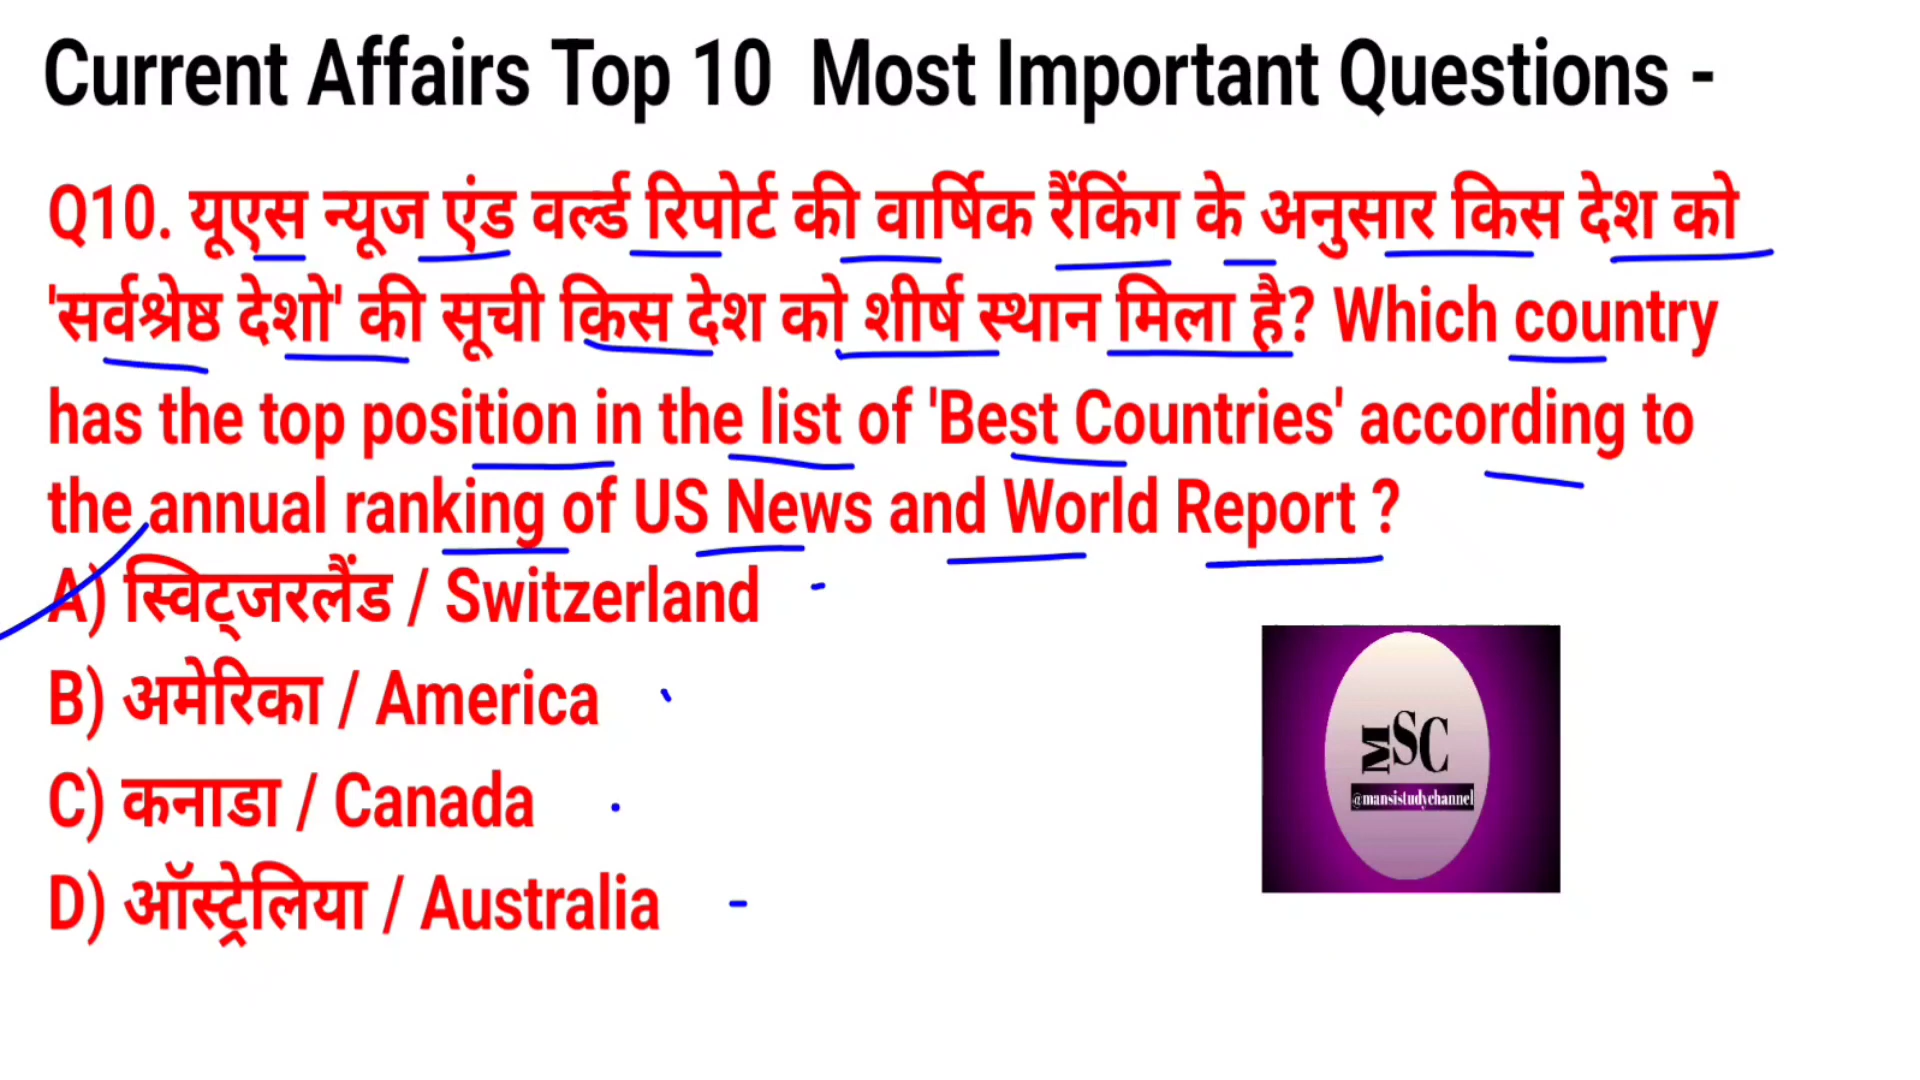 Current Affairs Top 10 Most Important Questions -
Q10. यूएस न्यूज एंड वर्ल्ड रिपोर्ट की वार्षिक रैंकिंग के अनुसार किस देश को
'सर्वश्रेष्ठ देशो' की सूची किस देश को शीर्ष स्थान मिला है? Which country
has the top position in the list of 'Best Countries' according to
the annual ranking of US News and World Report ?
A) स्विट्जरलैंड / Switzerland
B) अमेरिका / America
C) कनाडा / Canada
D) ऑस्ट्रेलिया / Australia
MSC
@mansistudychannel